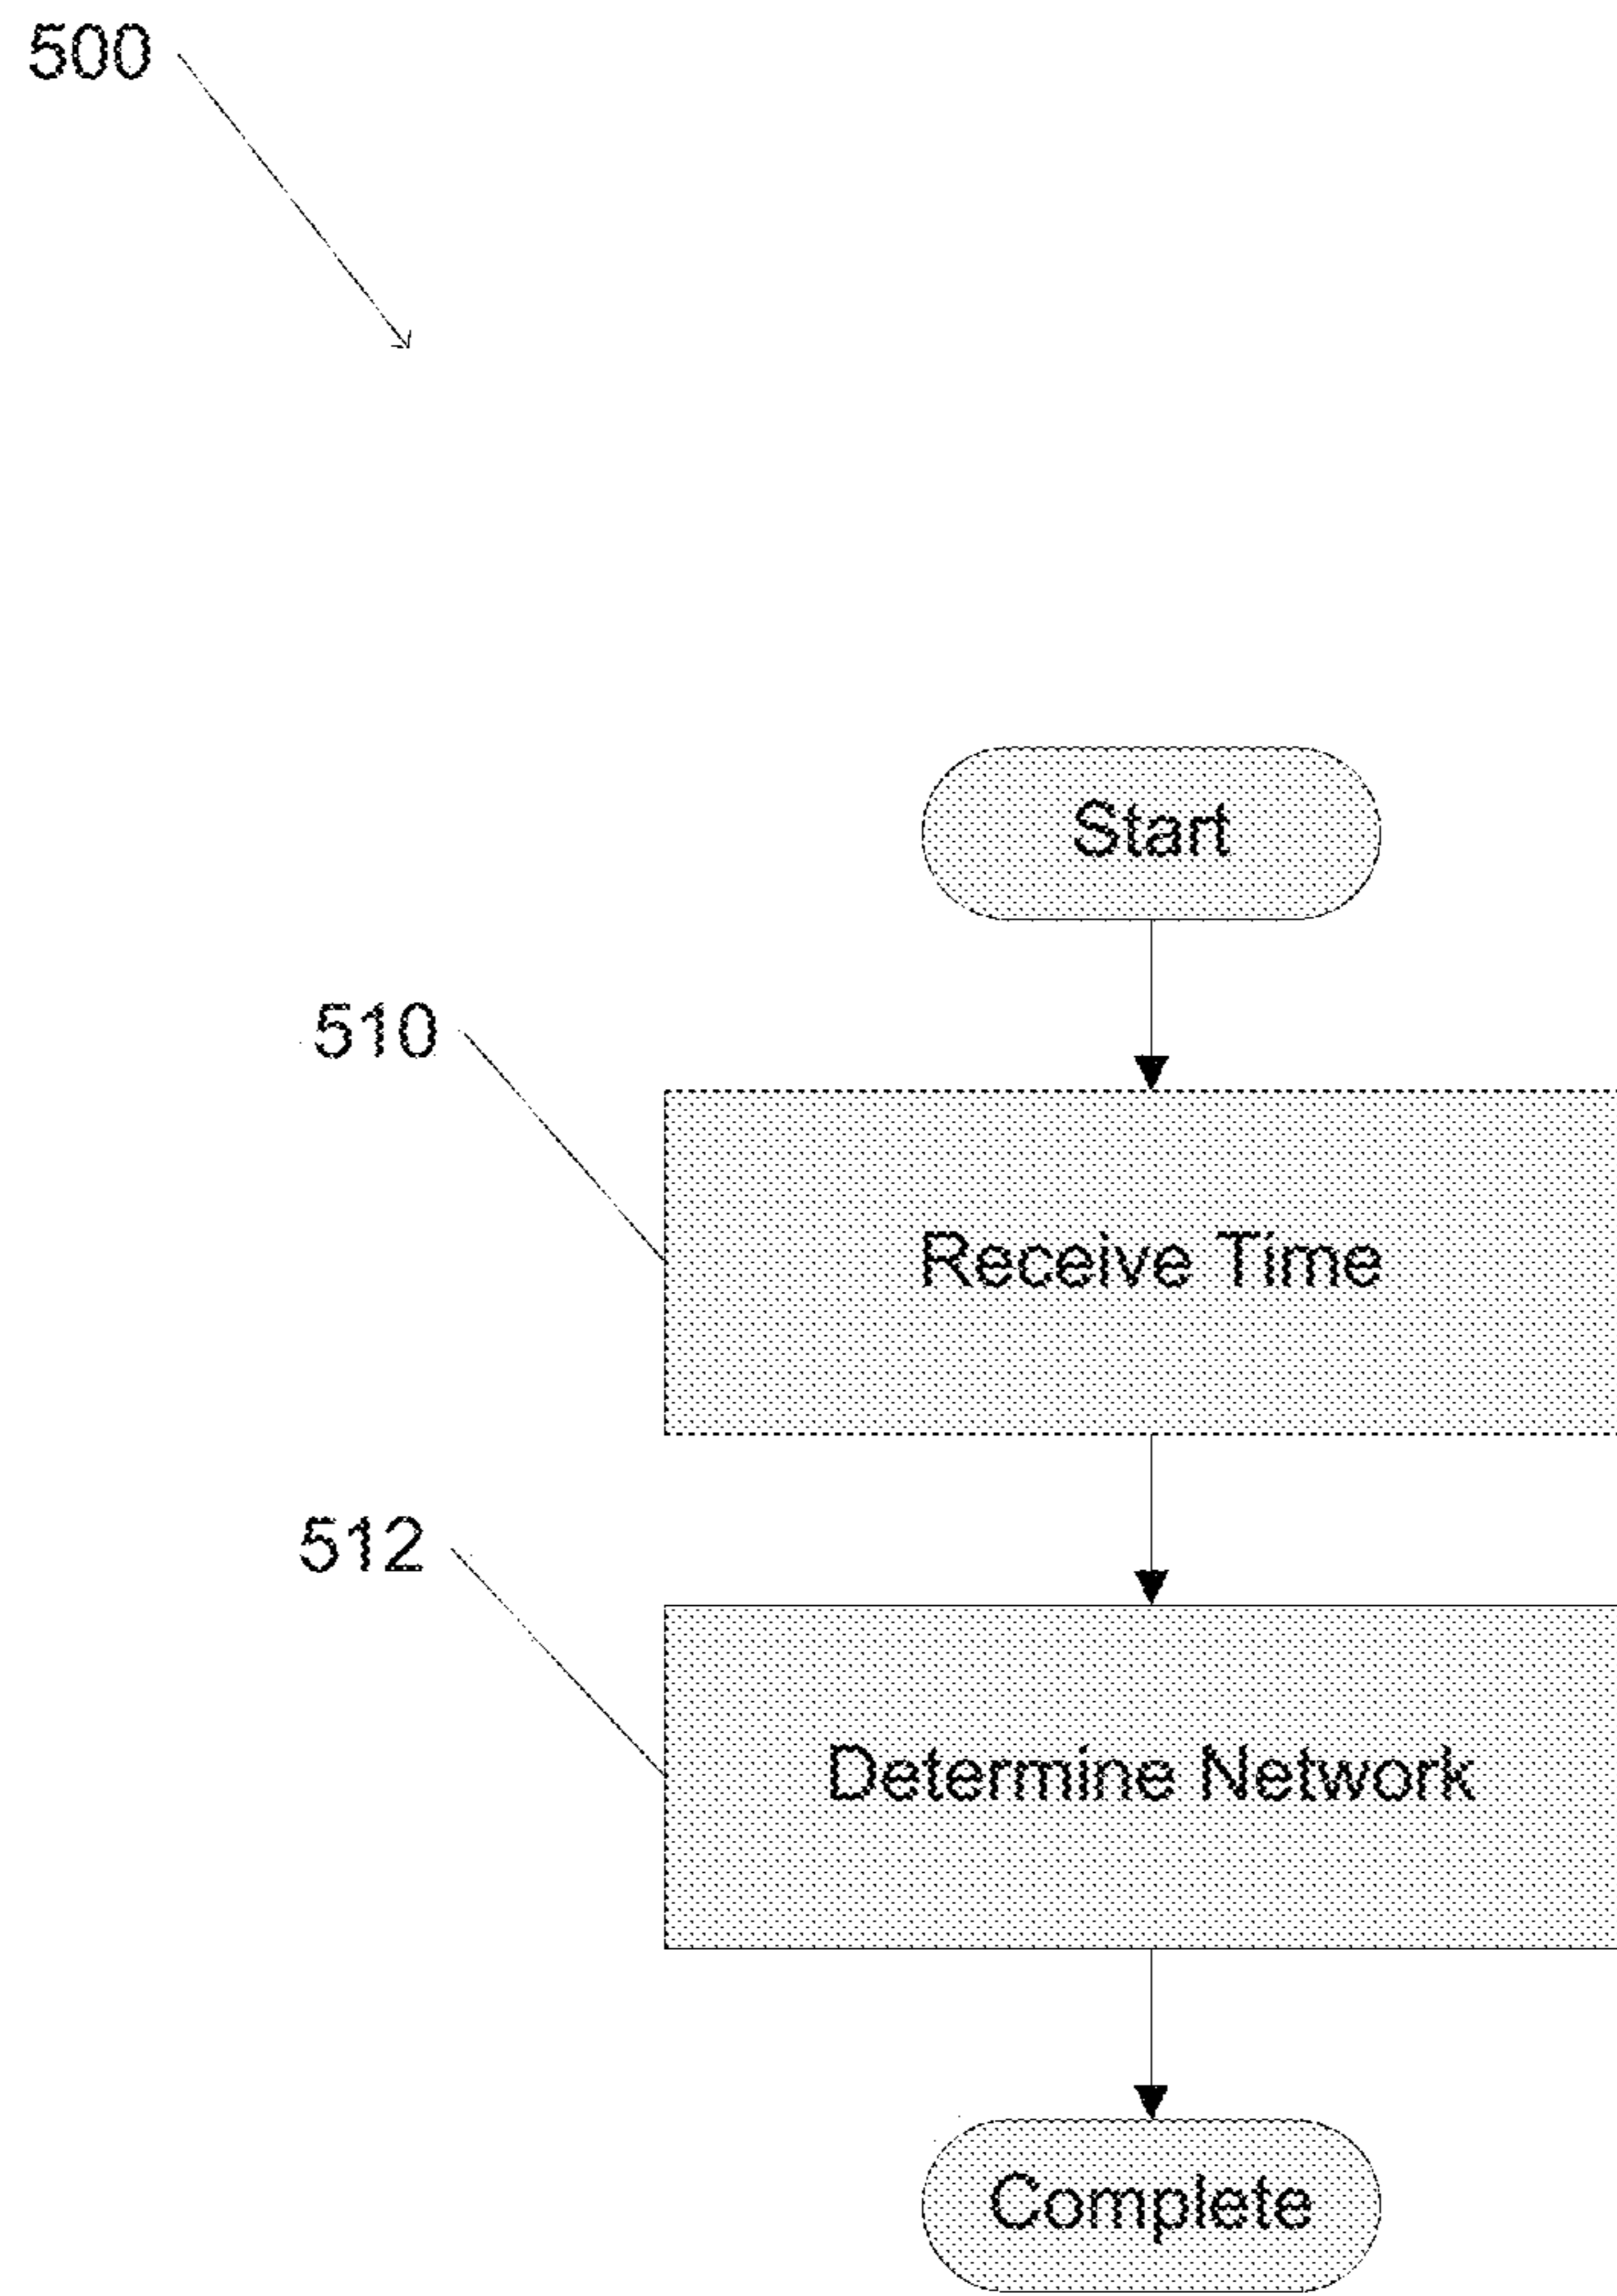 500
Start
510
Receive Time
512
Determine Network
Complete